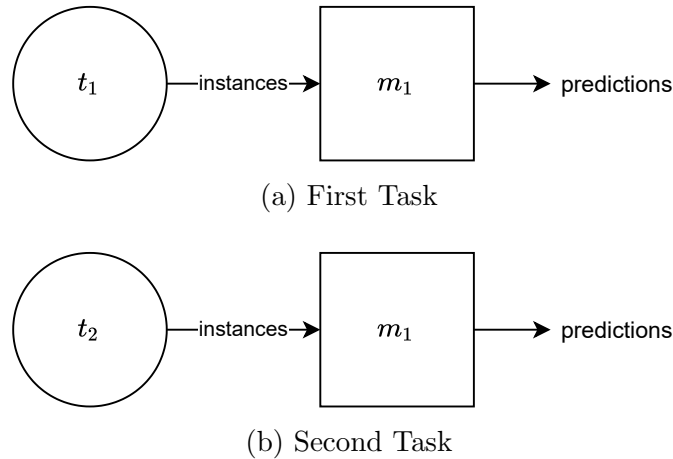 t₁ instances m₁ predictions
(a) First Task
t₂ instances m₁ predictions
(b) Second Task